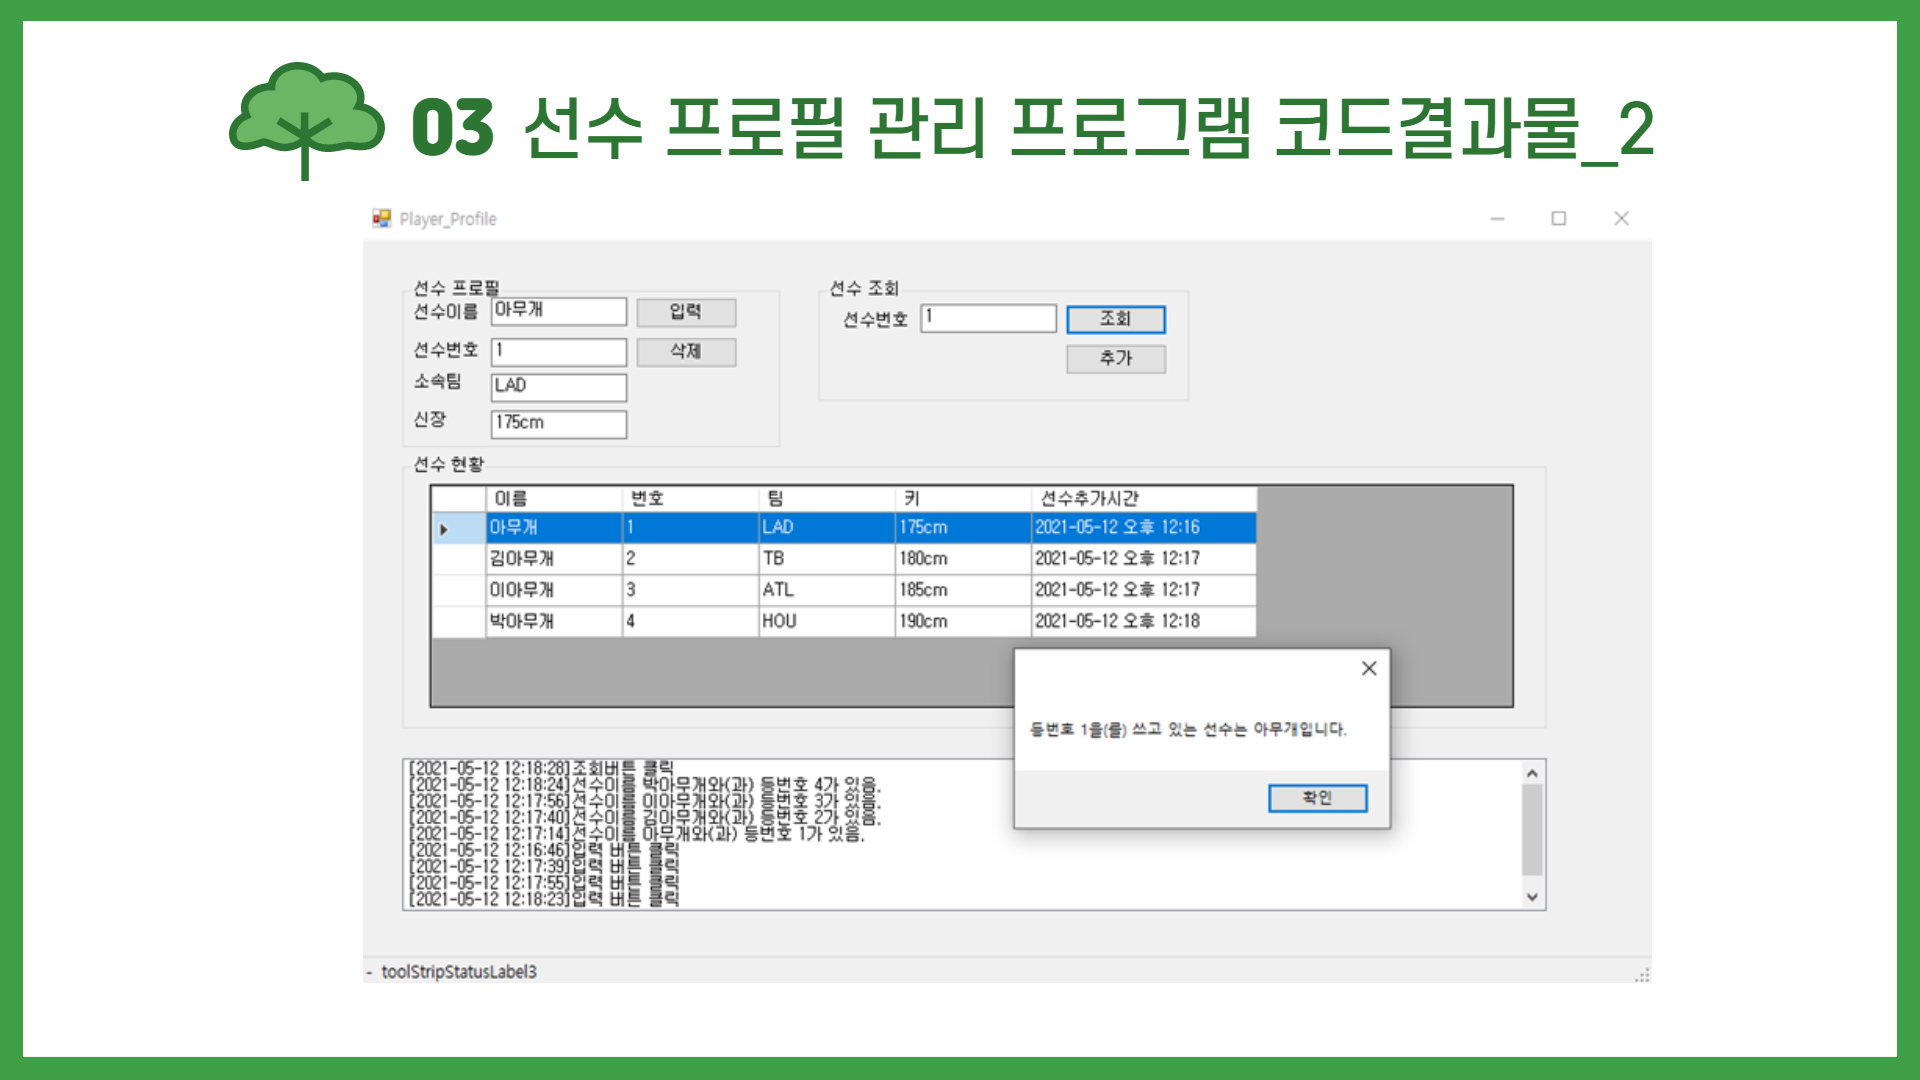 03 선수 프로필 관리 프로그램 코드결과물_2
Player_Profile
선수 프로필
선수이름 아무개 입력
선수번호 1 삭제
소속팀 LAD
신장 175cm
선수 조회
선수번호 1 조회
추가
선수 현황
이름 번호 팀 키 선수추가시간
아무개 1 LAD 175cm 2021-05-12 오후 12:16
김아무개 2 TB 180cm 2021-05-12 오후 12:17
이아무개 3 ATL 185cm 2021-05-12 오후 12:17
박아무개 4 HOU 190cm 2021-05-12 오후 12:18
등번호 1을(를) 쓰고 있는 선수는 아무개입니다.
확인
[2021-05-12 12:18:28]조회버튼 클릭
[2021-05-12 12:18:24]선수이름 박아무개와(과) 등번호 4가 있음.
[2021-05-12 12:17:56]선수이름 이아무개와(과) 등번호 3가 있음.
[2021-05-12 12:17:40]선수이름 김아무개와(과) 등번호 2가 있음.
[2021-05-12 12:17:14]선수이름 아무개와(과) 등번호 1가 있음.
[2021-05-12 12:16:46]입력 버튼 클릭
[2021-05-12 12:17:39]입력 버튼 클릭
[2021-05-12 12:17:55]입력 버튼 클릭
[2021-05-12 12:18:23]입력 버튼 클릭
- toolStripStatusLabel3